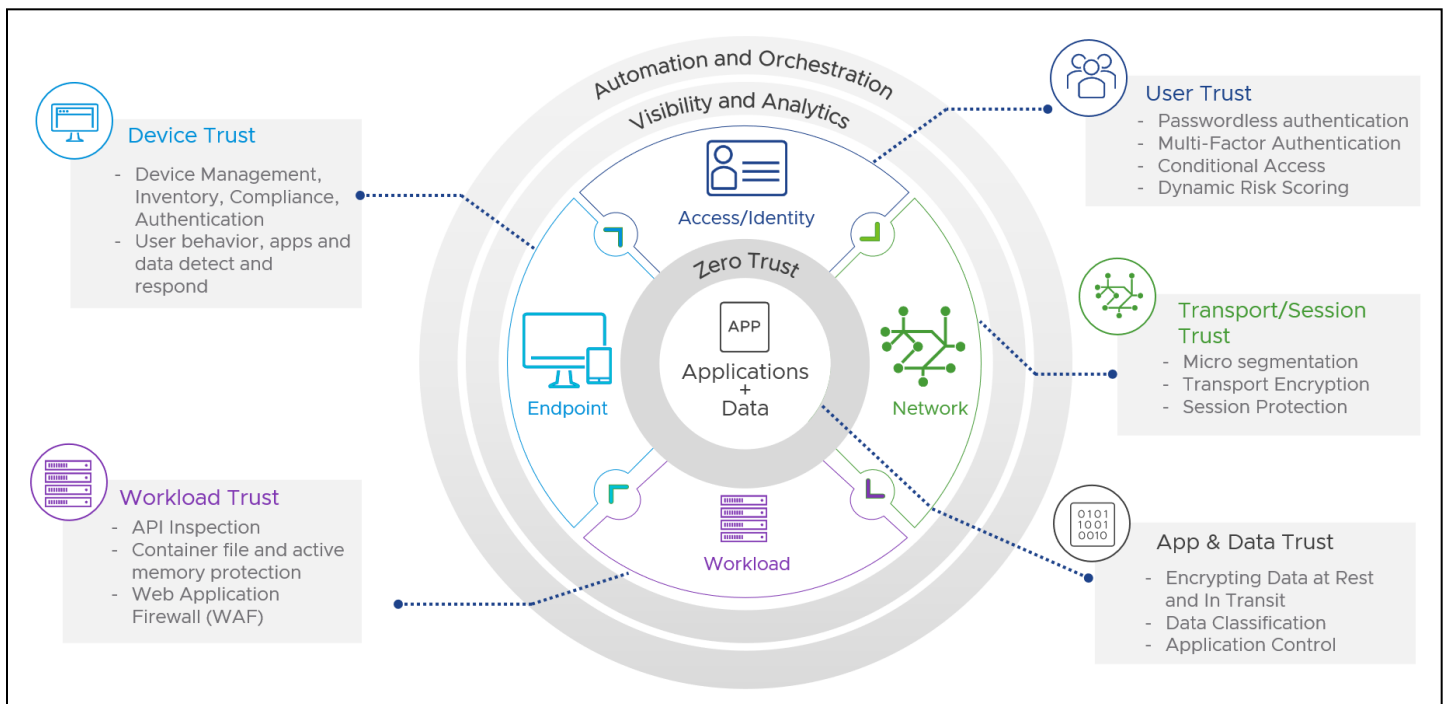 Automation and Orchestration
Visibility and Analytics
Device Trust
- Device Management,
Inventory, Compliance,
Authentication
- User behavior, apps and
data detect and
respond
User Trust
- Passwordless authentication
- Multi-Factor Authentication
- Conditional Access
- Dynamic Risk Scoring
Access/Identity
Zero Trust
APP
Applications
+
Data
Endpoint
Network
Workload
Transport/Session
Trust
- Micro segmentation
- Transport Encryption
- Session Protection
Workload Trust
- API Inspection
- Container file and active
memory protection
- Web Application
Firewall (WAF)
0101
1001
0010
App & Data Trust
- Encrypting Data at Rest
and In Transit
- Data Classification
- Application Control